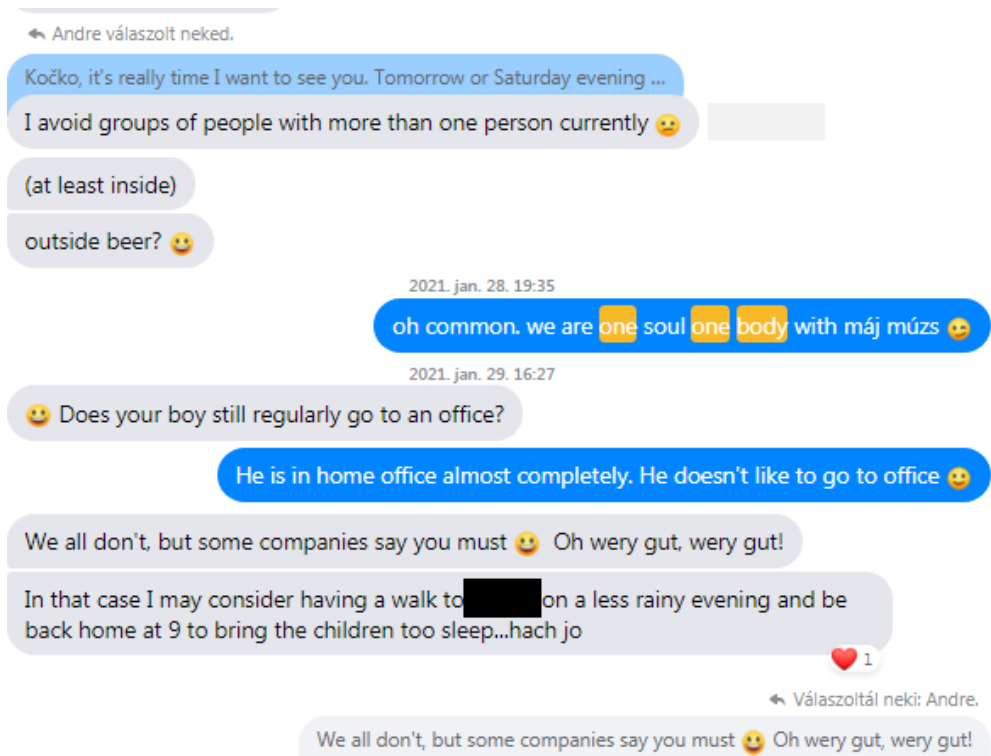 Andre válaszolt neked.
Kočko, it's really time I want to see you. Tomorrow or Saturday evening ...
I avoid groups of people with more than one person currently 😕
(at least inside)
outside beer? 😀
2021. jan. 28. 19:35
oh common. we are one soul one body with máj múzs 😉
2021. jan. 29. 16:27
😀 Does your boy still regularly go to an office?
He is in home office almost completely. He doesn't like to go to office 😀
We all don't, but some companies say you must 😀 Oh wery gut, wery gut!
In that case I may consider having a walk to on a less rainy evening and be
back home at 9 to bring the children too sleep...hach jo
❤️ 1
Válaszoltál neki: Andre.
We all don't, but some companies say you must 😀 Oh wery gut, wery gut!